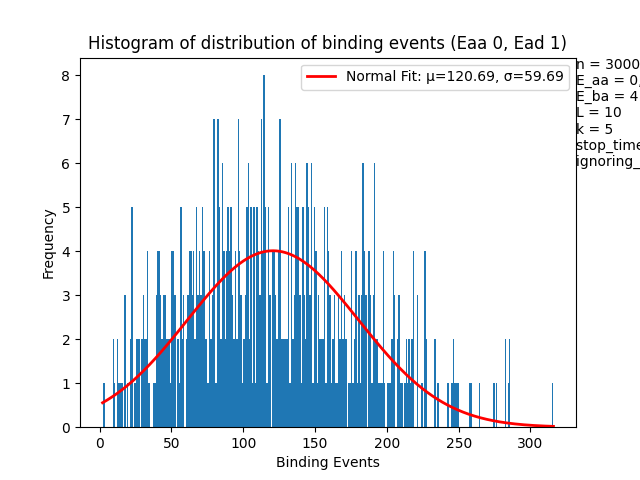 Histogram of distribution of binding events (Eaa 0, Ead 1)
Normal Fit: μ=120.69, σ=59.69
n = 3000
E_aa = 0,
E_ba = 4
L = 10
k = 5
stop_time
ignoring_
Frequency
8
7
6
5
4
3
2
1
0
0 50 100 150 200 250 300
Binding Events